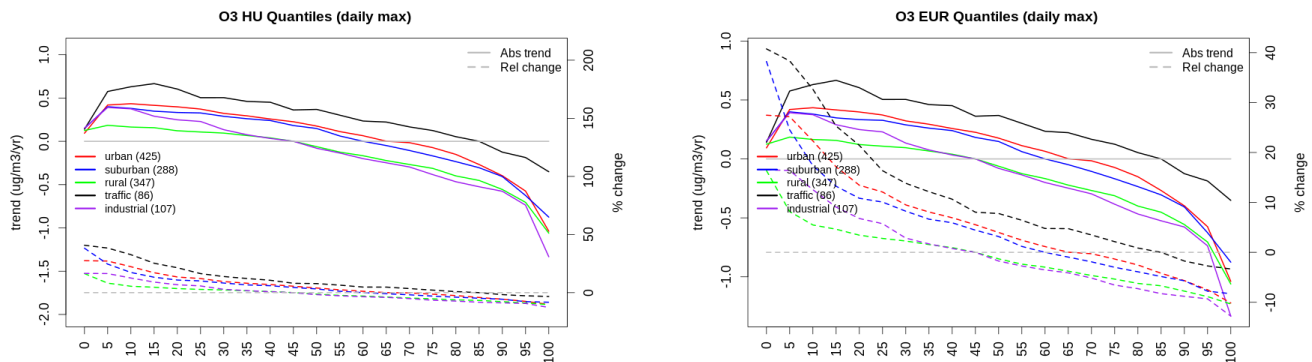 O3 HU Quantiles (daily max)
trend (ug/m3/yr)
1.0
0.5
0.0
-0.5
-1.0
-1.5
-2.0
Abs trend
Rel change
urban (425)
suburban (288)
rural (347)
traffic (86)
industrial (107)
200
150
100
50
0
% change
0 5 10 15 20 25 30 35 40 45 50 55 60 65 70 75 80 85 90 95 100
O3 EUR Quantiles (daily max)
trend (ug/m3/yr)
1.0
0.5
0.0
-0.5
-1.0
Abs trend
Rel change
urban (425)
suburban (288)
rural (347)
traffic (86)
industrial (107)
40
30
20
10
0
-10
% change
0 5 10 15 20 25 30 35 40 45 50 55 60 65 70 75 80 85 90 95 100